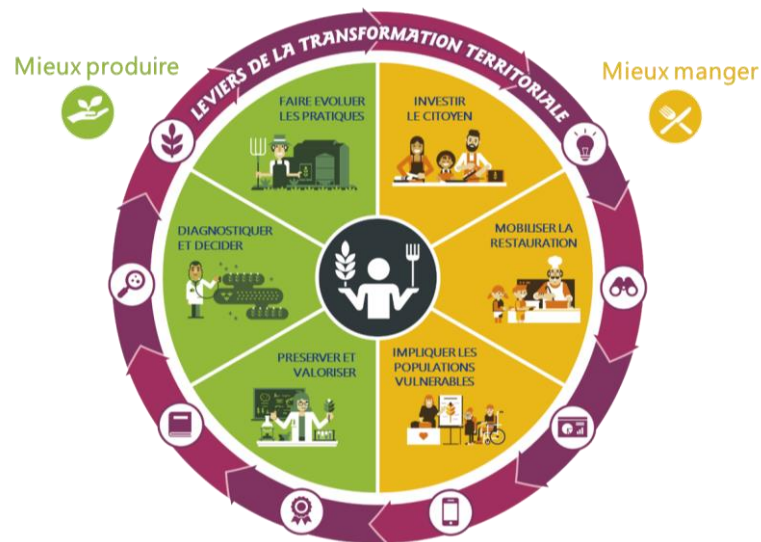 LEVIERS DE LA TRANSFORMATION TERRITORIALE
Mieux produire
Mieux manger
FAIRE EVOLUER
LES PRATIQUES
INVESTIR
LE CITOYEN
DIAGNOSTIQUER
ET DECIDER
MOBILISER LA
RESTAURATION
PRESERVER ET
VALORISER
IMPLIQUER LES
POPULATIONS
VULNERABLES